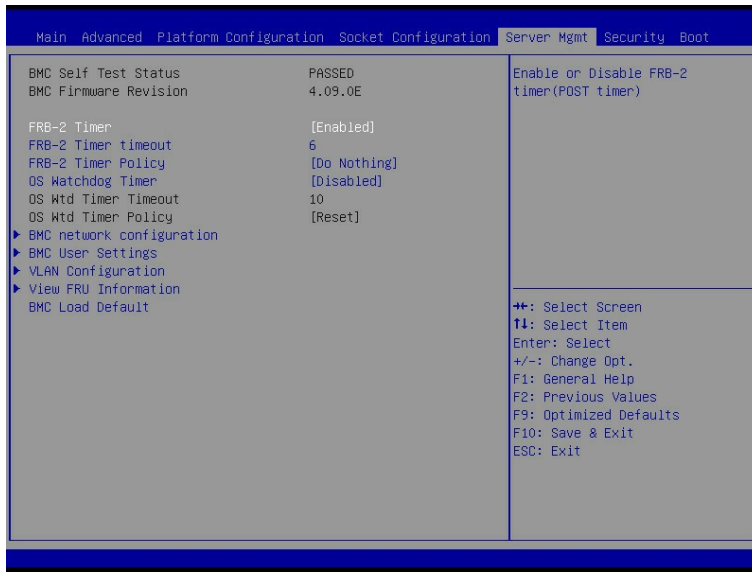 Main Advanced Platform Configuration Socket Configuration Server Mgmt Security Boot
BMC Self Test Status PASSED
BMC Firmware Revision 4.09.0E
FRB-2 Timer [Enabled]
FRB-2 Timer timeout 6
FRB-2 Timer Policy [Do Nothing]
OS Watchdog Timer [Disabled]
OS Wtd Timer Timeout 10
OS Wtd Timer Policy [Reset]
BMC network configuration
BMC User Settings
VLAN Configuration
View FRU Information
BMC Load Default
Enable or Disable FRB-2
timer(POST timer)
→←: Select Screen
↑↓: Select Item
Enter: Select
+/-: Change Opt.
F1: General Help
F2: Previous Values
F9: Optimized Defaults
F10: Save & Exit
ESC: Exit